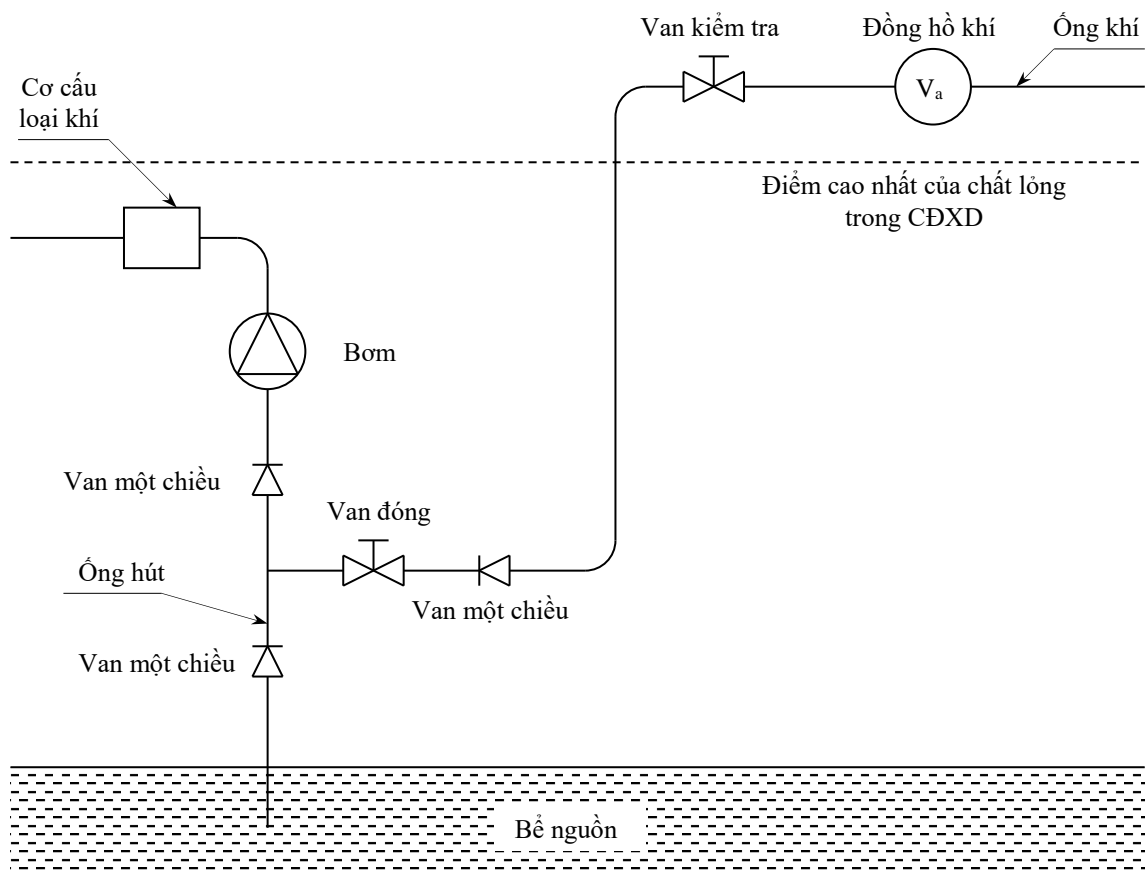 Van kiểm tra
Đồng hồ khí
Ống khí
Cơ cấu
loại khí
Va
Điểm cao nhất của chất lỏng
trong CĐXD
Bơm
Van một chiều
Van đóng
Ống hút
Van một chiều
Van một chiều
Bể nguồn